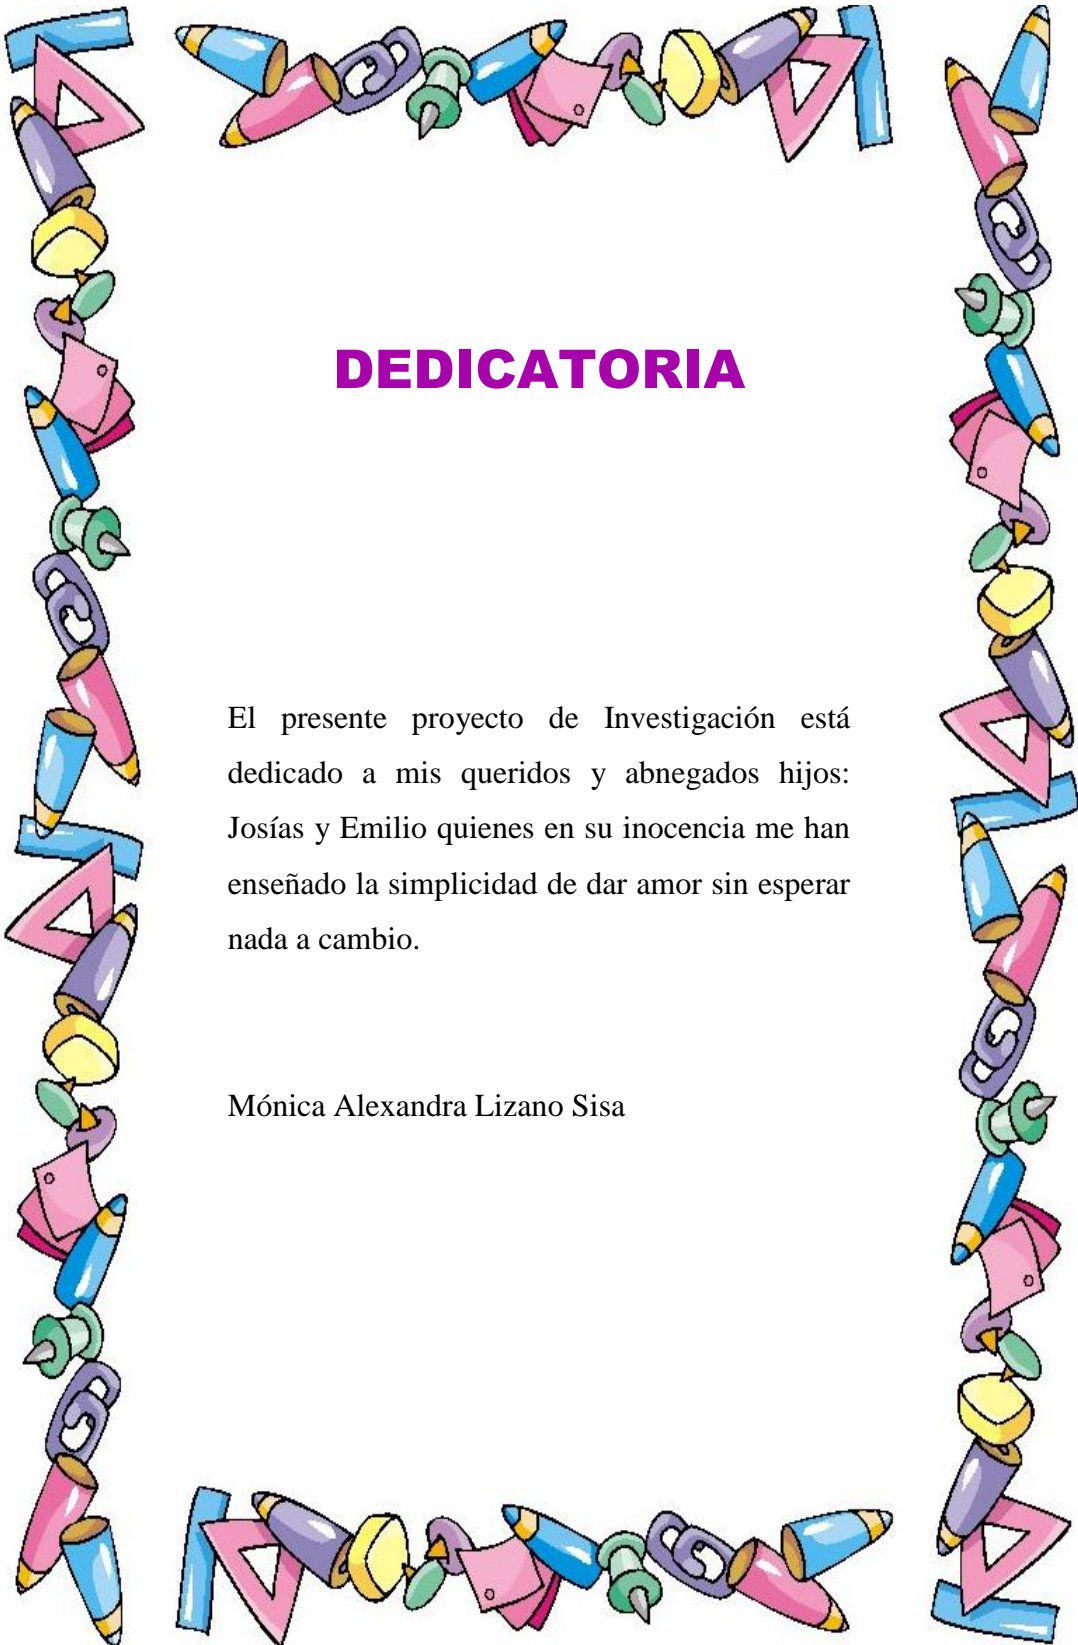 DEDICATORIA
El presente proyecto de Investigación está
dedicado a mis queridos y abnegados hijos:
Josías y Emilio quienes en su inocencia me han
enseñado la simplicidad de dar amor sin esperar
nada a cambio.
Mónica Alexandra Lizano Sisa